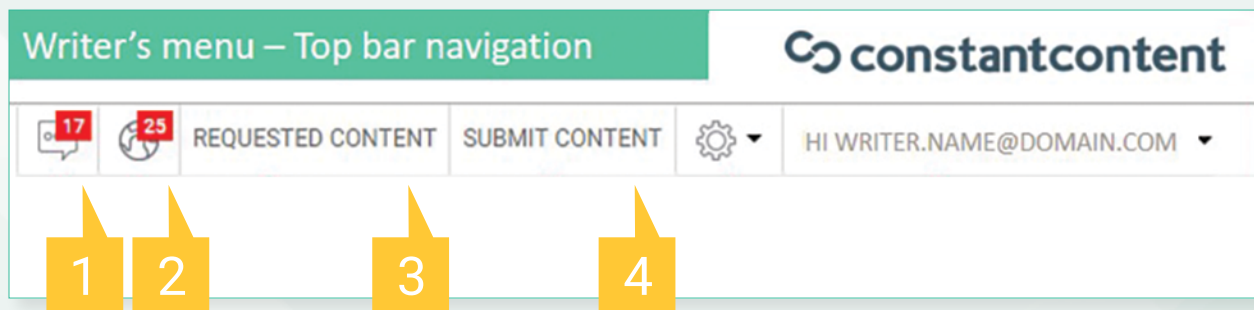 Writer's menu – Top bar navigation
constantcontent
17
25
REQUESTED CONTENT
SUBMIT CONTENT
HI WRITER.NAME@DOMAIN.COM
1
2
3
4